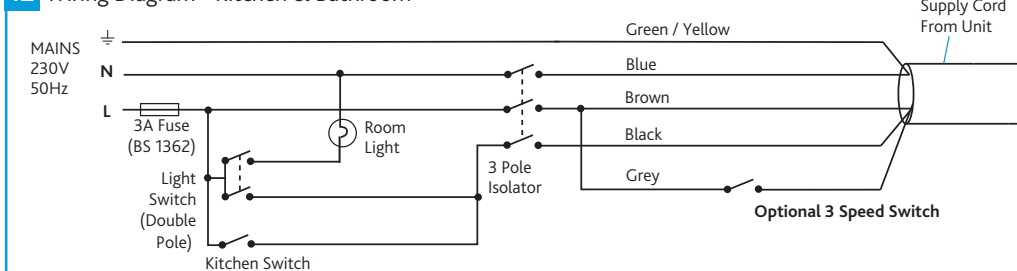 Wiring Diagram - Kitchen & Bathroom
Supply Cord
From Unit
MAINS
230V
50Hz
N
L
Green / Yellow
Blue
Brown
Black
Grey
3A Fuse
(BS 1362)
Room
Light
Light
Switch
(Double
Pole)
3 Pole
Isolator
Optional 3 Speed Switch
Kitchen Switch